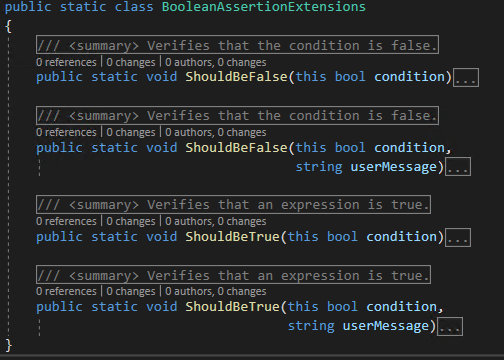 public static class BooleanAssertionExtensions
{
/// <summary> Verifies that the condition is false.
0 references | 0 changes | 0 authors, 0 changes
public static void ShouldBeFalse(this bool condition)...
/// <summary> Verifies that the condition is false.
0 references | 0 changes | 0 authors, 0 changes
public static void ShouldBeFalse(this bool condition,
string userMessage)...
/// <summary> Verifies that an expression is true.
0 references | 0 changes | 0 authors, 0 changes
public static void ShouldBeTrue(this bool condition)...
/// <summary> Verifies that an expression is true.
0 references | 0 changes | 0 authors, 0 changes
public static void ShouldBeTrue(this bool condition,
string userMessage)...
}